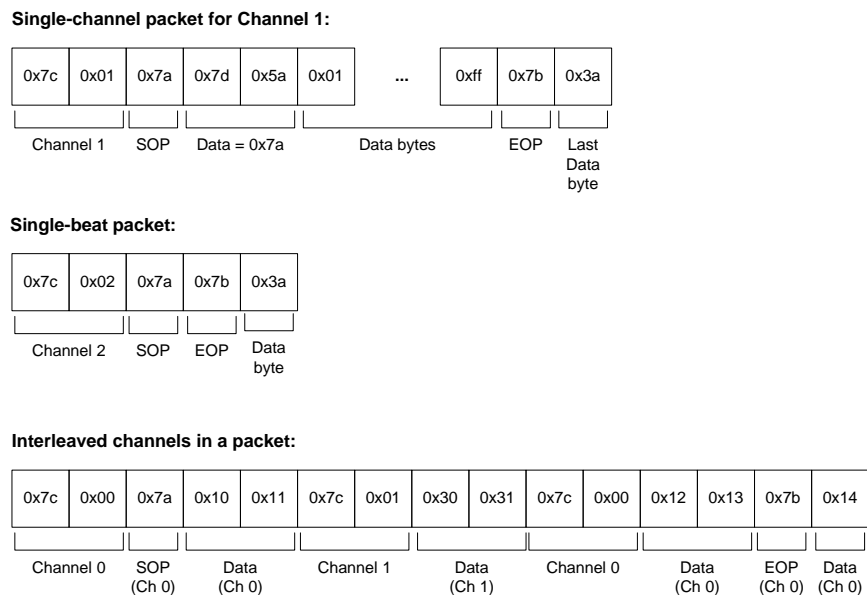 Single-channel packet for Channel 1:
0x7c 0x01 0x7a 0x7d 0x5a 0x01 ... 0xff 0x7b 0x3a
Channel 1 SOP Data = 0x7a Data bytes EOP Last
Data
byte
Single-beat packet:
0x7c 0x02 0x7a 0x7b 0x3a
Channel 2 SOP EOP Data
byte
Interleaved channels in a packet:
0x7c 0x00 0x7a 0x10 0x11 0x7c 0x01 0x30 0x31 0x7c 0x00 0x12 0x13 0x7b 0x14
Channel 0 SOP Data Channel 1 Data Channel 0 Data EOP Data
(Ch 0) (Ch 0) (Ch 1) (Ch 0) (Ch 0) (Ch 0)